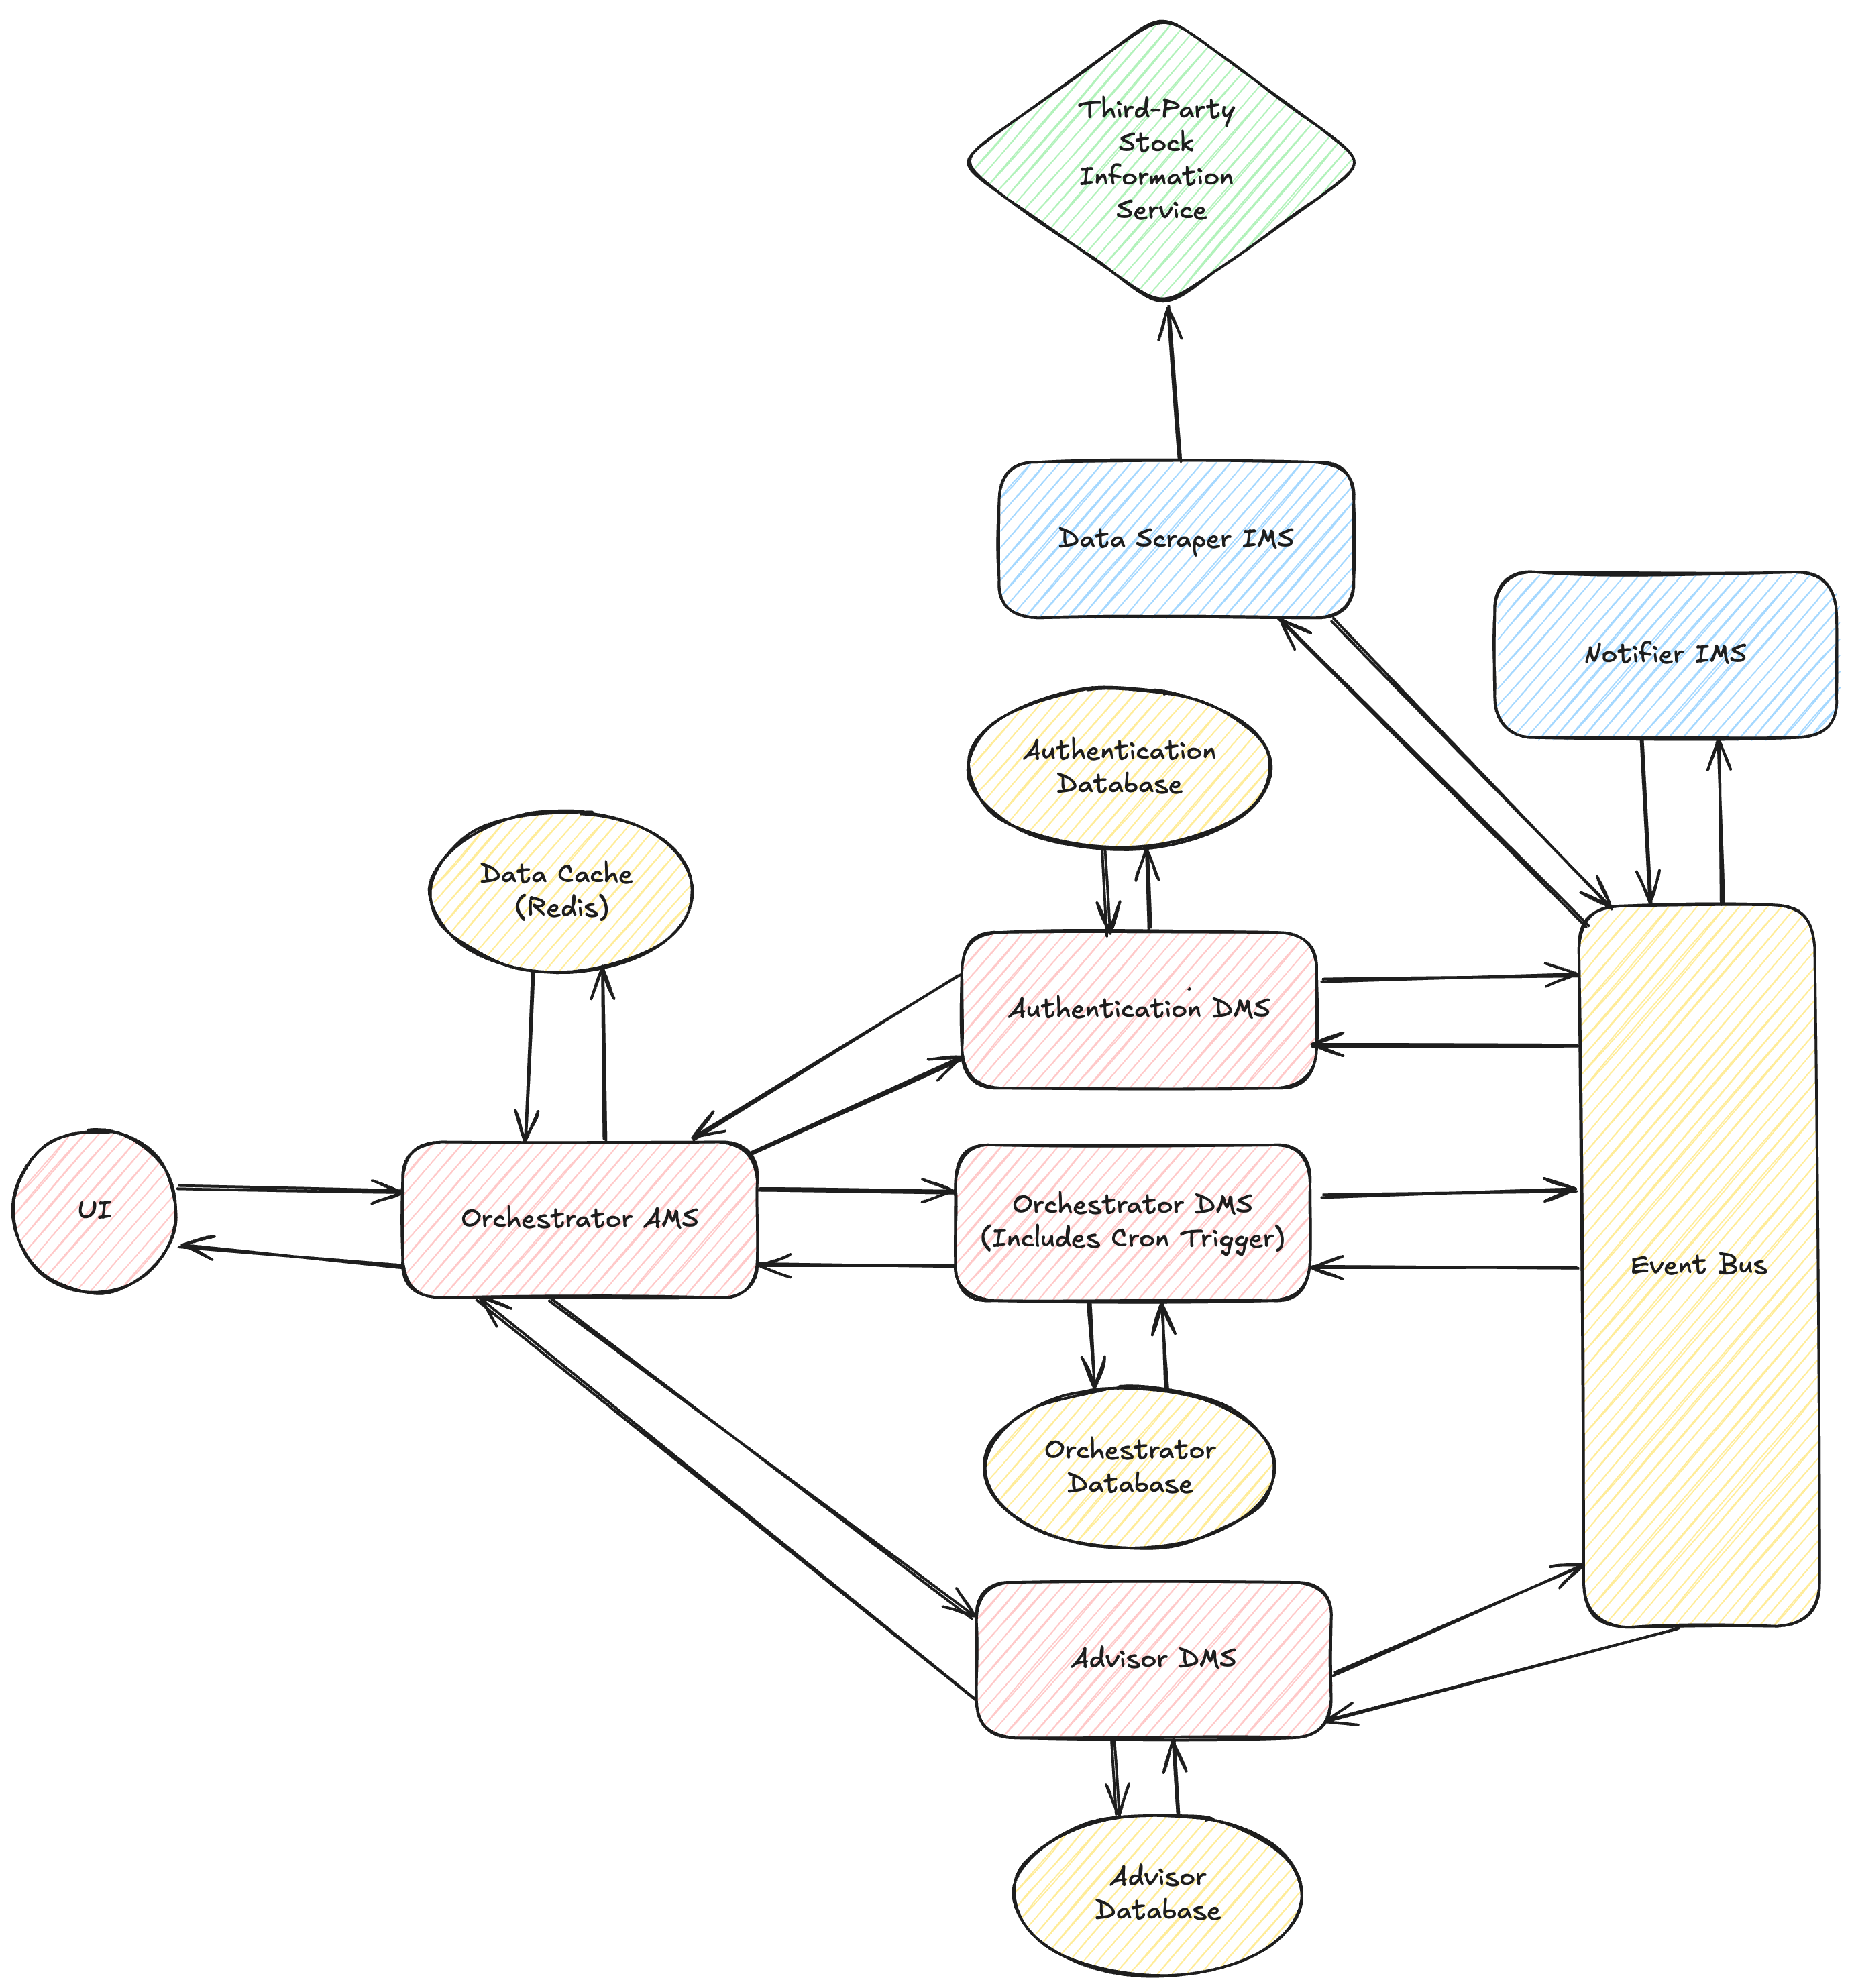 Third-Party
Stock
Information
Service
Data Scraper IMS
Notifier IMS
Authentication
Database
Data Cache
(Redis)
Authentication DMS
UI
Orchestrator AMS
Orchestrator DMS
(Includes Cron Trigger)
Event Bus
Orchestrator
Database
Advisor DMS
Advisor
Database